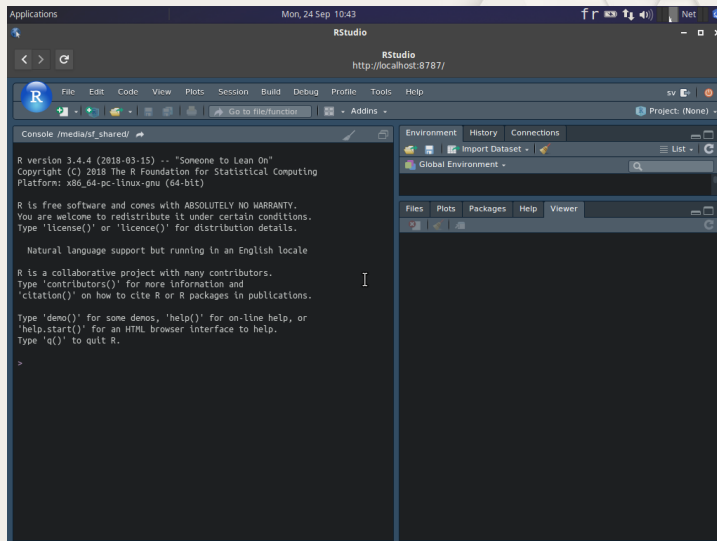 Applications
Mon, 24 Sep 10:43
fr
Net
RStudio
RStudio
http://localhost:8787/
R
File Edit Code View Plots Session Build Debug Profile Tools Help
sv
Go to file/function
Addins
Project: (None)
Console /media/sf_shared/
R version 3.4.4 (2018-03-15) -- "Someone to Lean On"
Copyright (C) 2018 The R Foundation for Statistical Computing
Platform: x86_64-pc-linux-gnu (64-bit)
R is free software and comes with ABSOLUTELY NO WARRANTY.
You are welcome to redistribute it under certain conditions.
Type 'license()' or 'licence()' for distribution details.
Natural language support but running in an English locale
R is a collaborative project with many contributors.
Type 'contributors()' for more information and
'citation()' on how to cite R or R packages in publications.
Type 'demo()' for some demos, 'help()' for on-line help, or
'help.start()' for an HTML browser interface to help.
Type 'q()' to quit R.
>
Environment History Connections
Import Dataset
List
Global Environment
Files Plots Packages Help Viewer